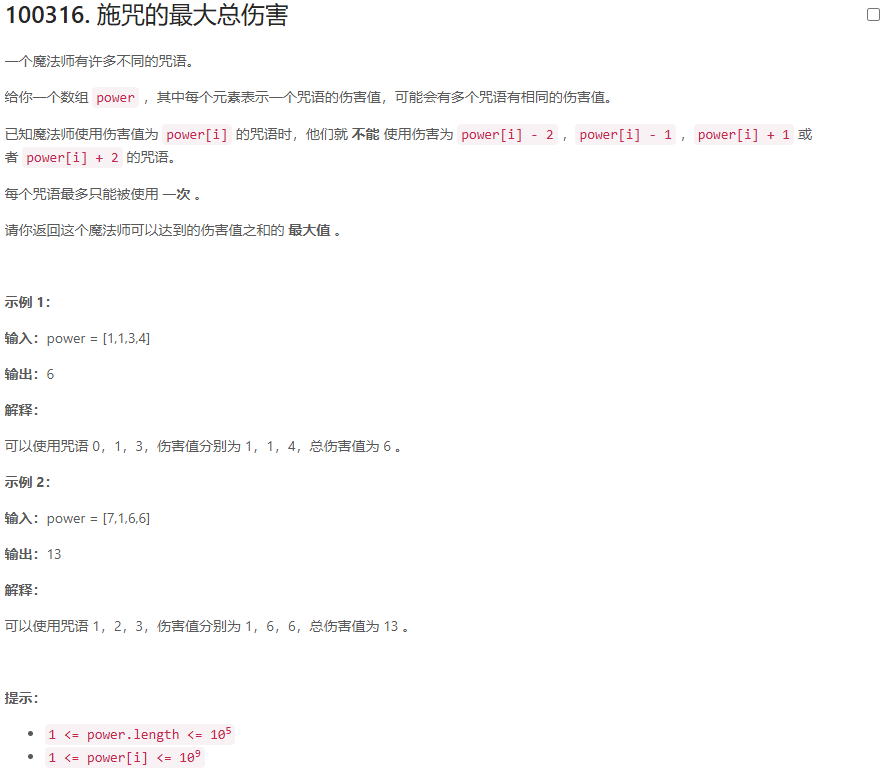 100316. 施咒的最大总伤害
一个魔法师有许多不同的咒语。
给你一个数组 power ，其中每个元素表示一个咒语的伤害值，可能会有多个咒语有相同的伤害值。
已知魔法师使用伤害值为 power[i] 的咒语时，他们就 不能 使用伤害为 power[i] - 2 ，power[i] - 1 ，power[i] + 1 或
者 power[i] + 2 的咒语。
每个咒语最多只能被使用 一次 。
请你返回这个魔法师可以达到的伤害值之和的 最大值 。
示例 1：
输入：power = [1,1,3,4]
输出：6
解释：
可以使用咒语 0，1，3，伤害值分别为 1，1，4，总伤害值为 6 。
示例 2：
输入：power = [7,1,6,6]
输出：13
解释：
可以使用咒语 1，2，3，伤害值分别为 1，6，6，总伤害值为 13 。
提示：
1 <= power.length <= 10⁵
1 <= power[i] <= 10⁹